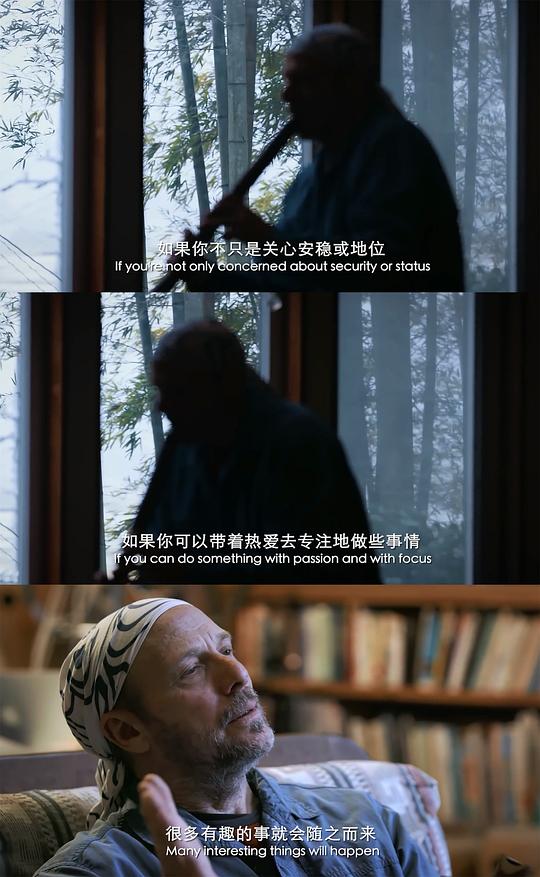 如果你不只是关心安稳或地位
If you're not only concerned about security or status
如果你可以带着热爱去专注地做些事情
If you can do something with passion and with focus
很多有趣的事就会随之而来
Many interesting things will happen